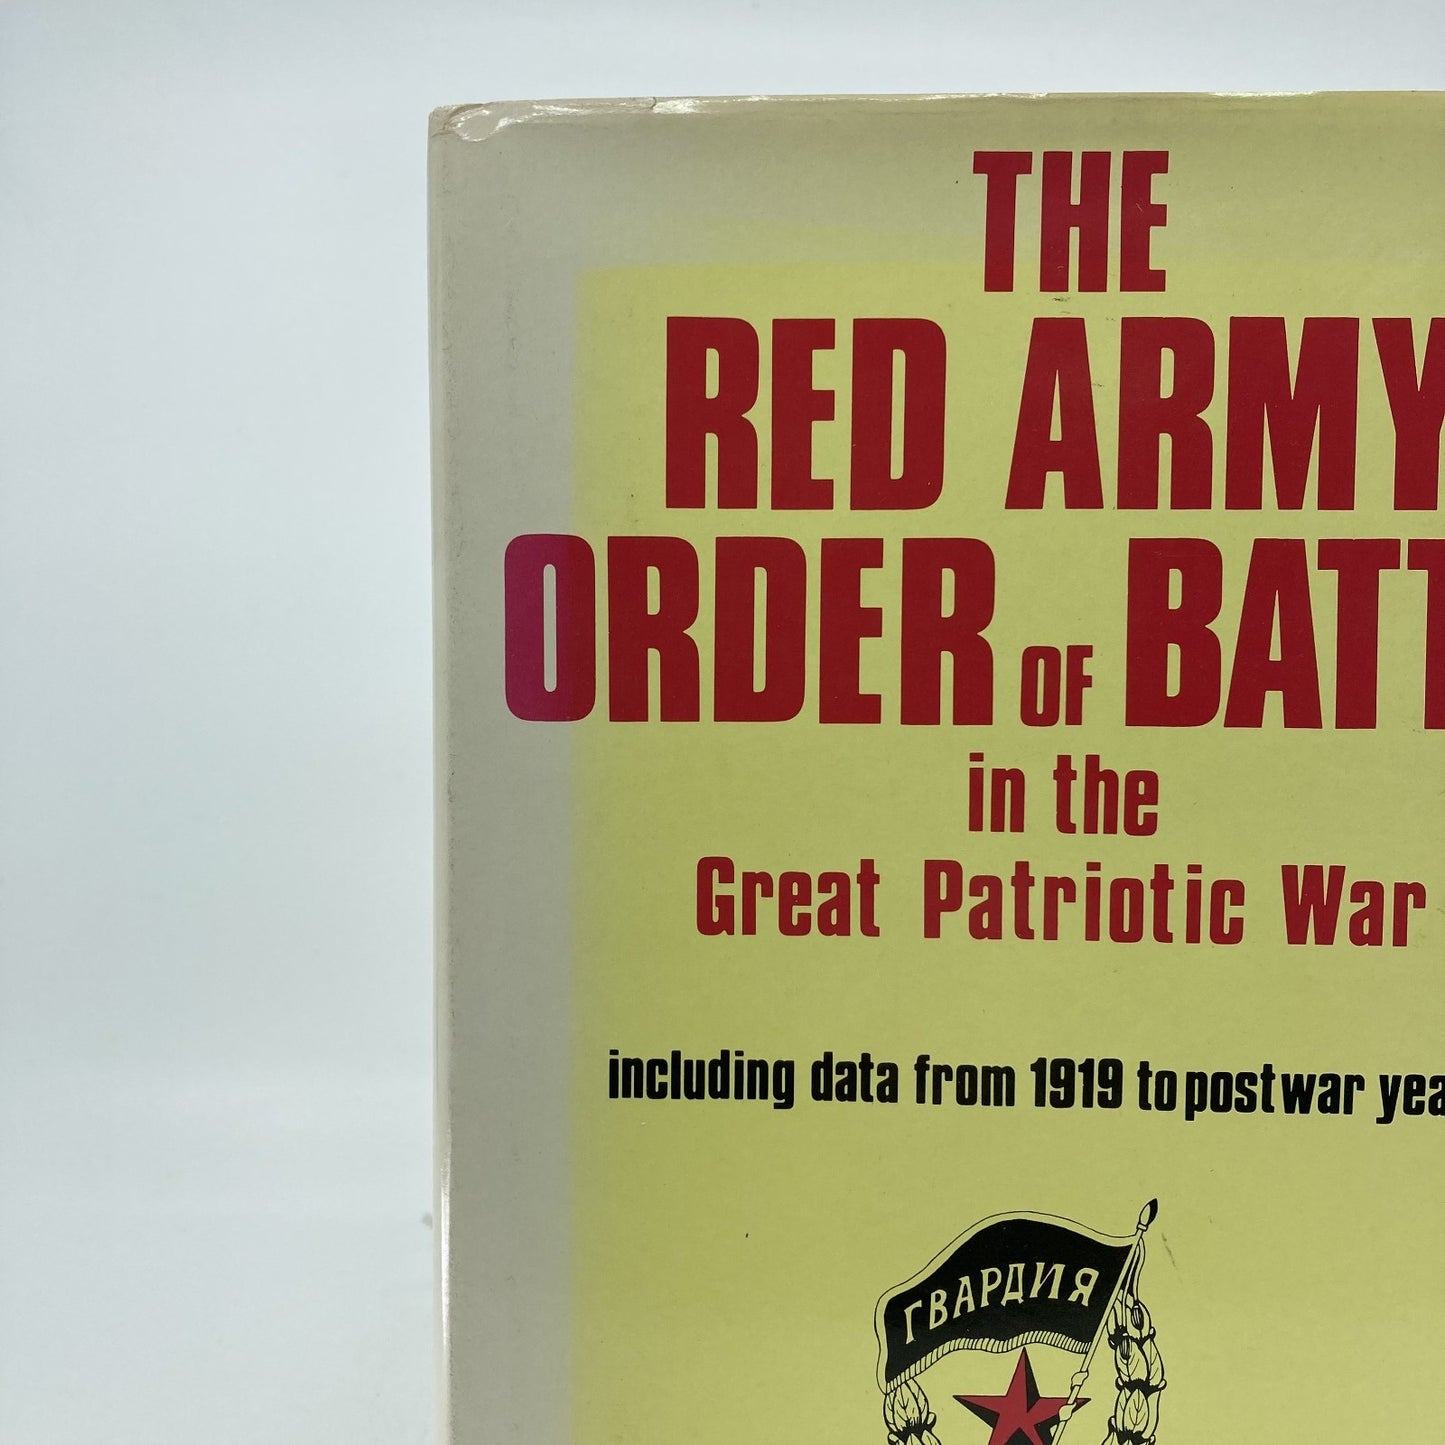 THE
RED ARMY
ORDER OF BATT
in the
Great Patriotic War
including data from 1919 to postwar yea
ГВАРДИЯ